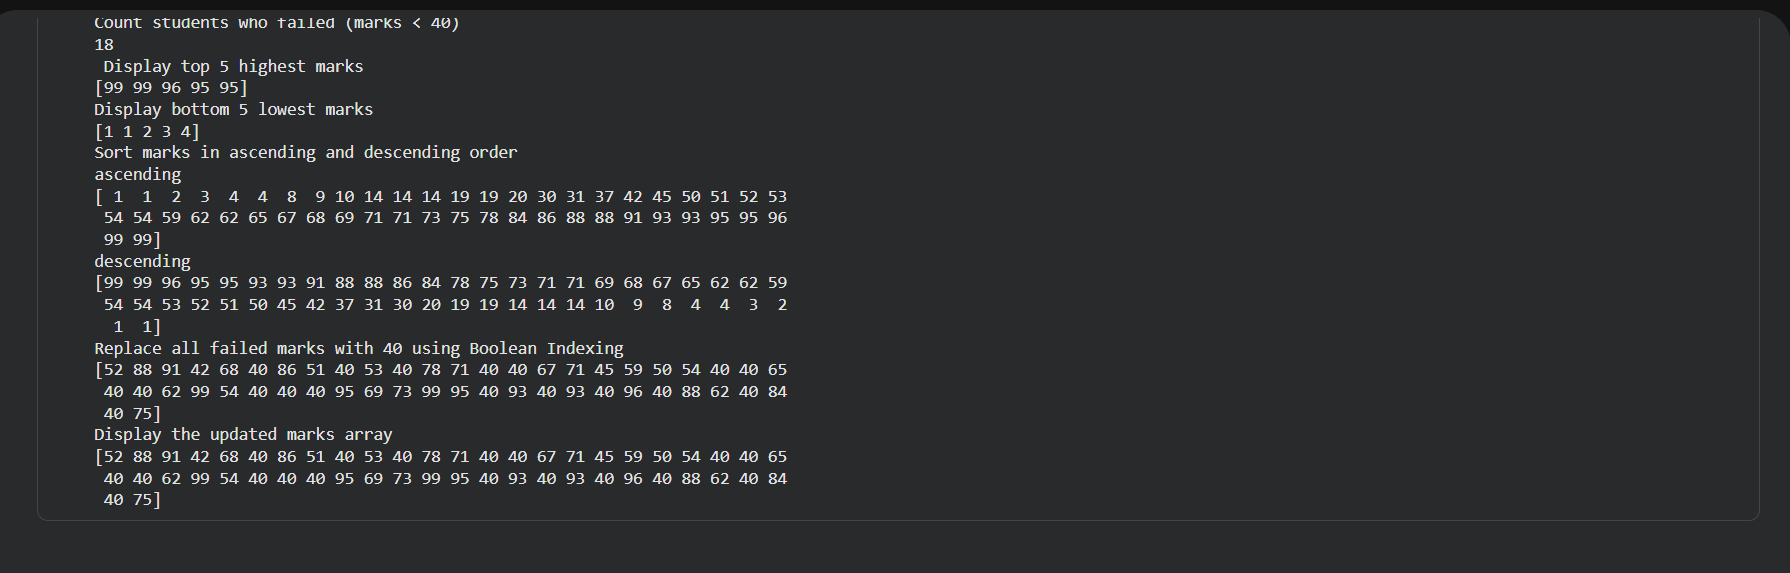 Count students who failed (marks < 40)
18
 Display top 5 highest marks
[99 99 96 95 95]
Display bottom 5 lowest marks
[1 1 2 3 4]
Sort marks in ascending and descending order
ascending
[ 1  1  2  3  4  4  8  9 10 14 14 14 19 19 20 30 31 37 42 45 50 51 52 53
 54 54 59 62 62 65 67 68 69 71 71 73 75 78 84 86 88 88 91 93 93 95 95 96
 99 99]
descending
[99 99 96 95 95 93 93 91 88 88 86 84 78 75 73 71 71 69 68 67 65 62 62 59
 54 54 53 52 51 50 45 42 37 31 30 20 19 19 14 14 14 10  9  8  4  4  3  2
  1  1]
Replace all failed marks with 40 using Boolean Indexing
[52 88 91 42 68 40 86 51 40 53 40 78 71 40 40 67 71 45 59 50 54 40 40 65
 40 40 62 99 54 40 40 40 95 69 73 99 95 40 93 40 93 40 96 40 88 62 40 84
 40 75]
Display the updated marks array
[52 88 91 42 68 40 86 51 40 53 40 78 71 40 40 67 71 45 59 50 54 40 40 65
 40 40 62 99 54 40 40 40 95 69 73 99 95 40 93 40 93 40 96 40 88 62 40 84
 40 75]